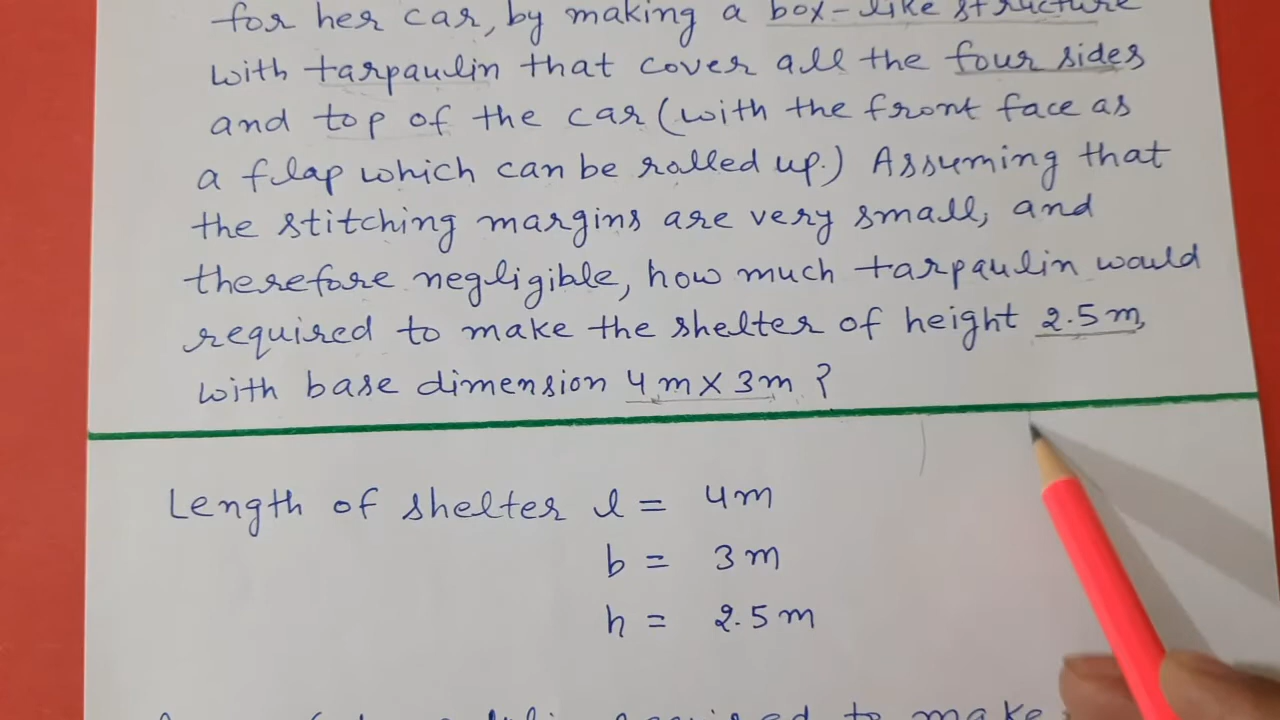 for her car, by making a box-like structure
with tarpaulin that cover all the four sides
and top of the car (with the front face as
a flap which can be rolled up.) Assuming that
the stitching margins are very small, and
therefore negligible, how much tarpaulin would
required to make the shelter of height 2.5m,
with base dimension 4m × 3m ?
Length of shelter l = 4m
b = 3m
h = 2.5m
required to make